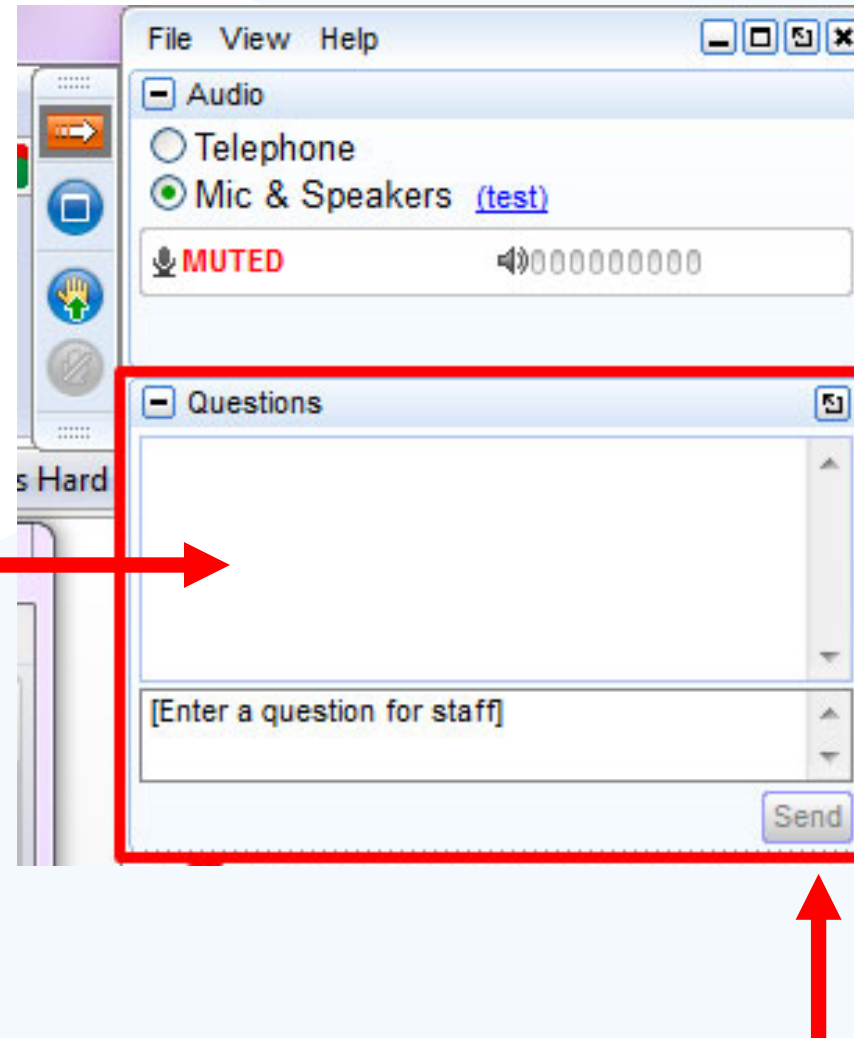 File View Help
Audio
Telephone
Mic & Speakers (test)
MUTED 000000000
Questions
s Hard
[Enter a question for staff]
Send